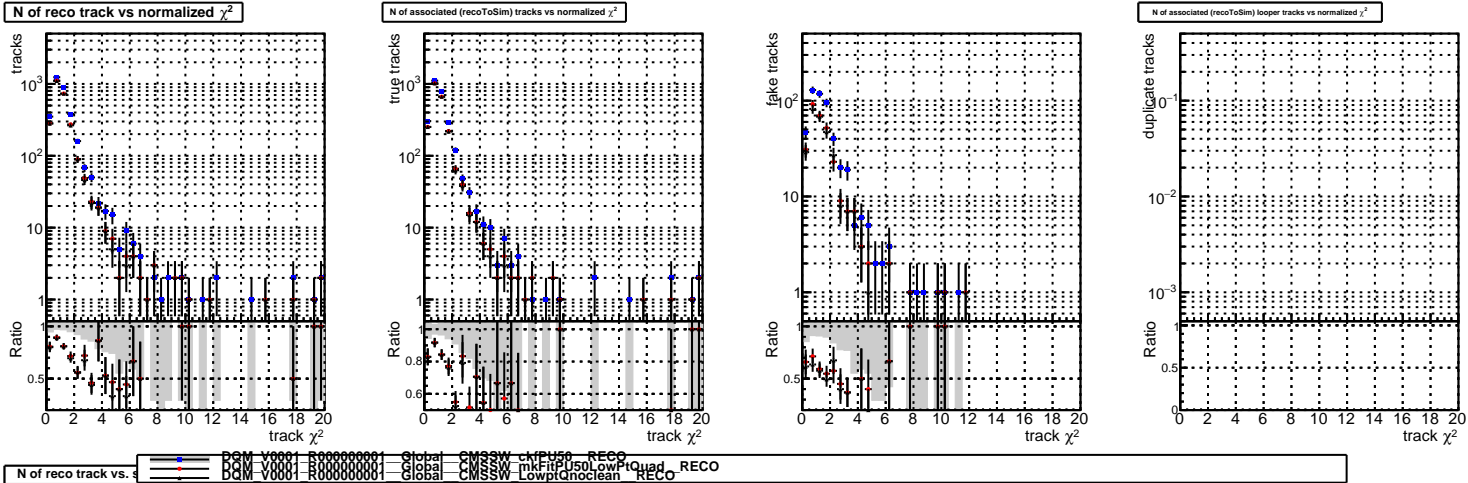 N of reco track vs normalized χ²
N of associated (recoToSim) tracks vs normalized χ²
N of associated (recoToSim) looper tracks vs normalized χ²
tracks
10³
10²
10
1
Ratio
1
0.5
0 2 4 6 8 10 12 14 16 18 20
track χ²
true tracks
10³
10²
10
1
Ratio
1
0.8
0.6
0 2 4 6 8 10 12 14 16 18 20
track χ²
fake tracks
10²
10
1
Ratio
1
0.5
0 2 4 6 8 10 12 14 16 18 20
track χ²
duplicate tracks
10⁻¹
10⁻²
10⁻³
Ratio
1
0.5
0
0 2 4 6 8 10 12 14 16 18 20
track χ²
N of reco track vs. s
DQM_V0001_R000000001__Global__CMSSW_ckfPU50__RECO
DQM_V0001_R000000001__Global__CMSSW_mkFitPU50LowPtQuad__RECO
DQM_V0001_R000000001__Global__CMSSW_LowptQnoclean__RECO